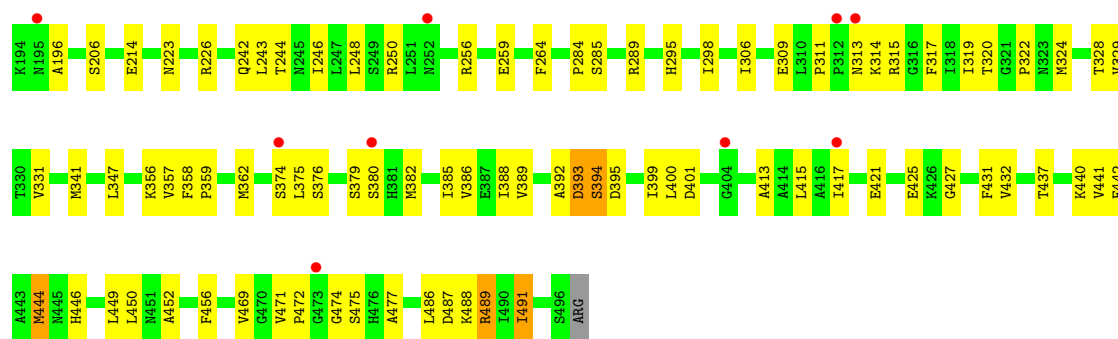 K194 N195 A196 S206 E214 N223 R226 Q242 L243 T244 N245 I246 L247 L248 S249 R250 L251 N252 R256 E259 F264 P284 S285 R289 H295 I298 I306 E309 L310 P311 P312 N313 K314 R315 G316 F317 I318 I319 T320 G321 P322 N323 M324 T328
T330 V331 M341 L347 K356 V357 F358 P359 M362 S374 L375 S376 S379 S380 H381 M382 I385 V386 E387 I388 V389 A392 D393 S394 D395 I399 L400 D401 G404 A413 A414 L415 A416 I417 E421 E425 K426 G427 F431 V432 T437 K440 V441
A443 M444 N445 H446 L449 L450 N451 A452 F456 V469 G470 V471 P472 G473 G474 S475 H476 A477 L486 D487 K488 R489 I490 I491 S496 ARG